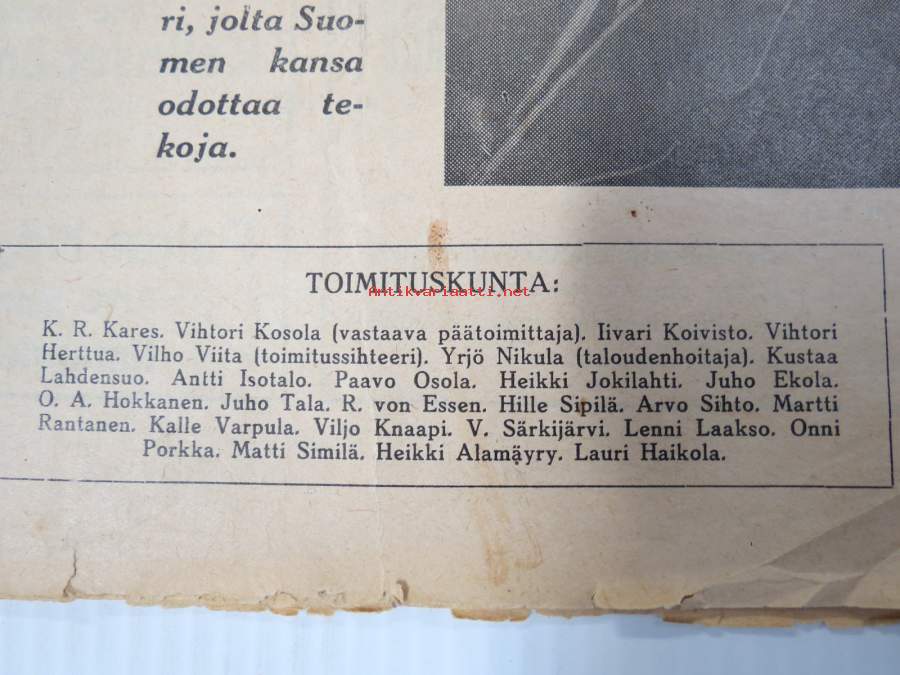 ri, jolta Suo-
men kansa
odottaa te-
koja.
TOIMITUSKUNTA:
Antikvariaatti.net
K. R. Kares. Vihtori Kosola (vastaava päätoimittaja). Iivari Koivisto. Vihtori
Herttua. Vilho Viita (toimitussihteeri). Yrjö Nikula (taloudenhoitaja). Kustaa
Lahdensuo. Antti Isotalo. Paavo Osola. Heikki Jokilahti. Juho Ekola.
O. A. Hokkanen. Juho Tala. R. von Essen. Hille Sipilä. Arvo Sihto. Martti
Rantanen. Kalle Varpula. Viljo Knaapi. V. Särkijärvi. Lenni Laakso. Onni
Porkka. Matti Similä. Heikki Alamäyry. Lauri Haikola.